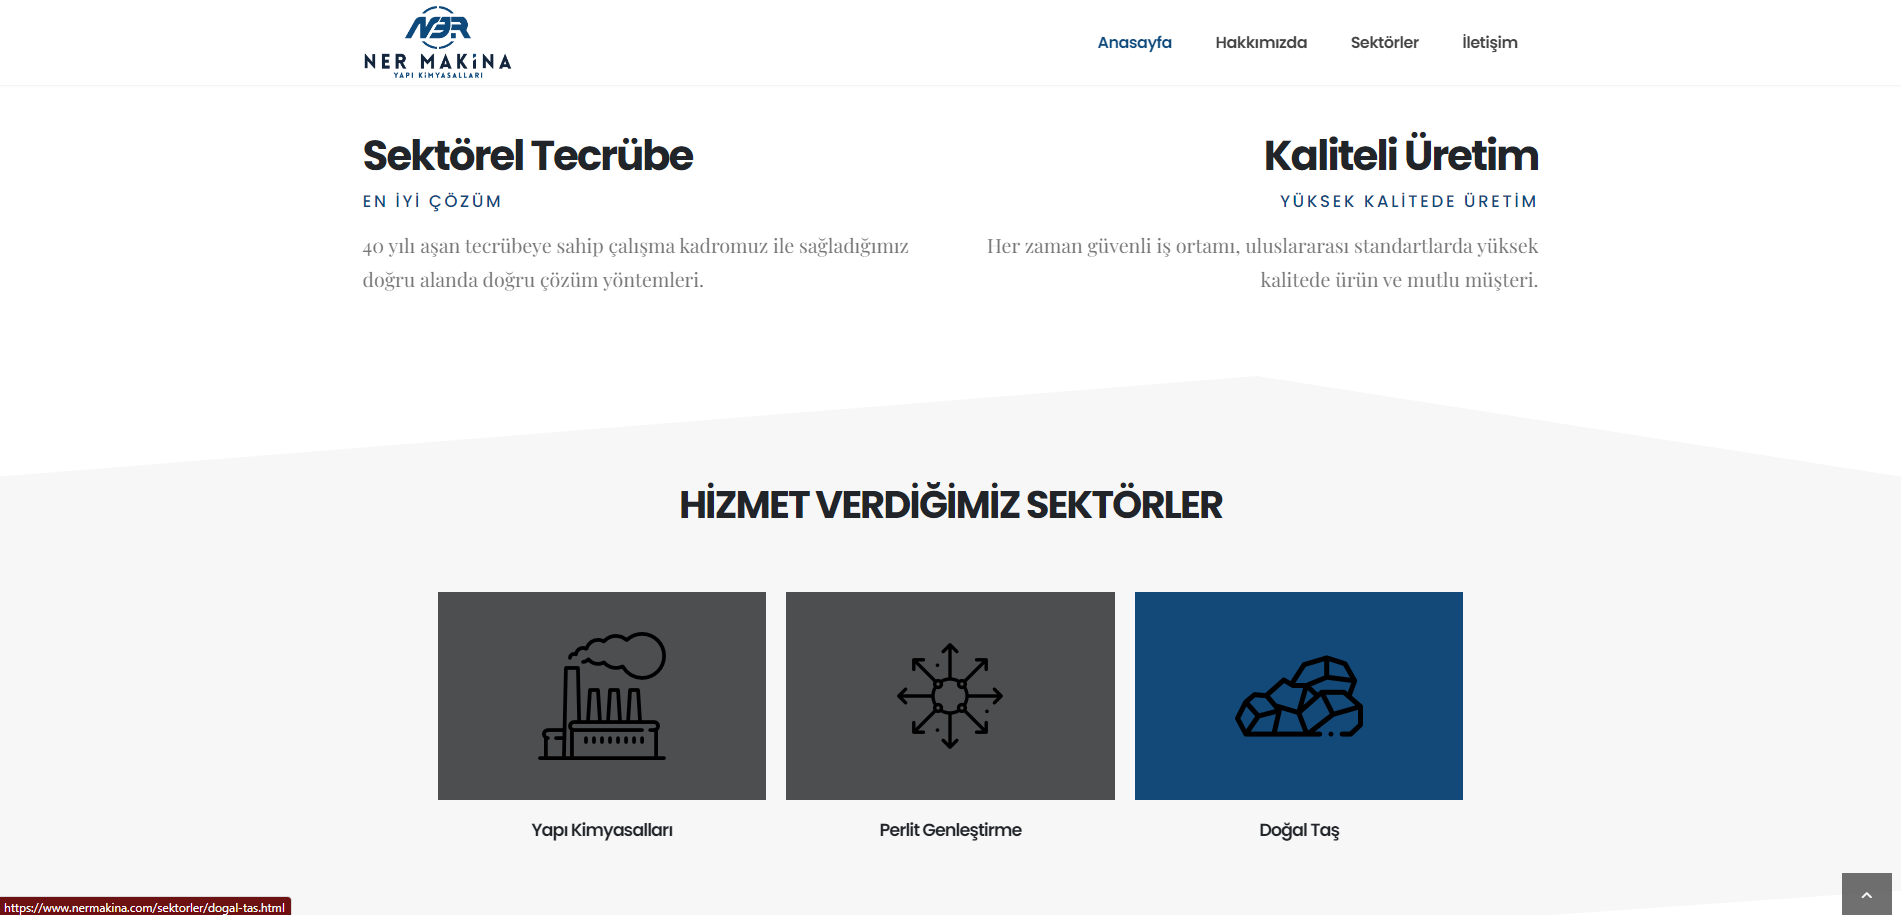 NER
NER MAKİNA
YAPI KİMYASALLARI
Anasayfa
Hakkımızda
Sektörler
İletişim
Sektörel Tecrübe
EN İYİ ÇÖZÜM
40 yılı aşan tecrübeye sahip çalışma kadromuz ile sağladığımız
doğru alanda doğru çözüm yöntemleri.
Kaliteli Üretim
YÜKSEK KALİTEDE ÜRETİM
Her zaman güvenli iş ortamı, uluslararası standartlarda yüksek
kalitede ürün ve mutlu müşteri.
HİZMET VERDİĞİMİZ SEKTÖRLER
Yapı Kimyasalları
Perlit Genleştirme
Doğal Taş
https://www.nermakina.com/sektorler/dogal-tas.html